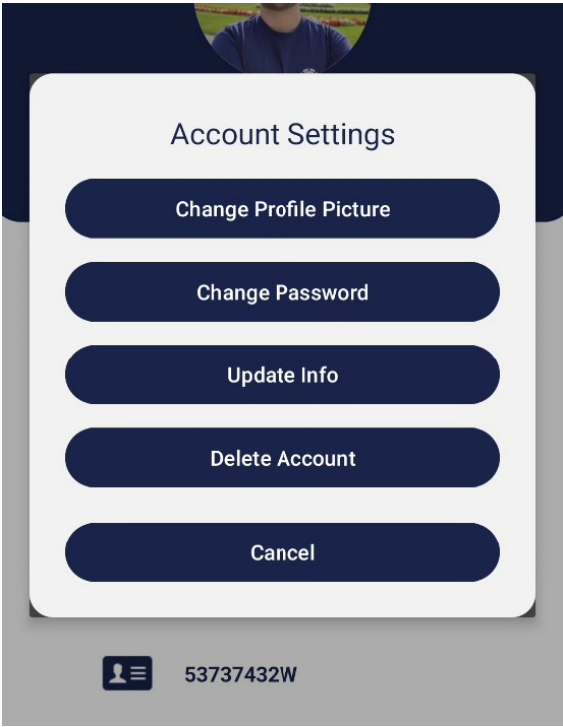 Account Settings
Change Profile Picture
Change Password
Update Info
Delete Account
Cancel
53737432W